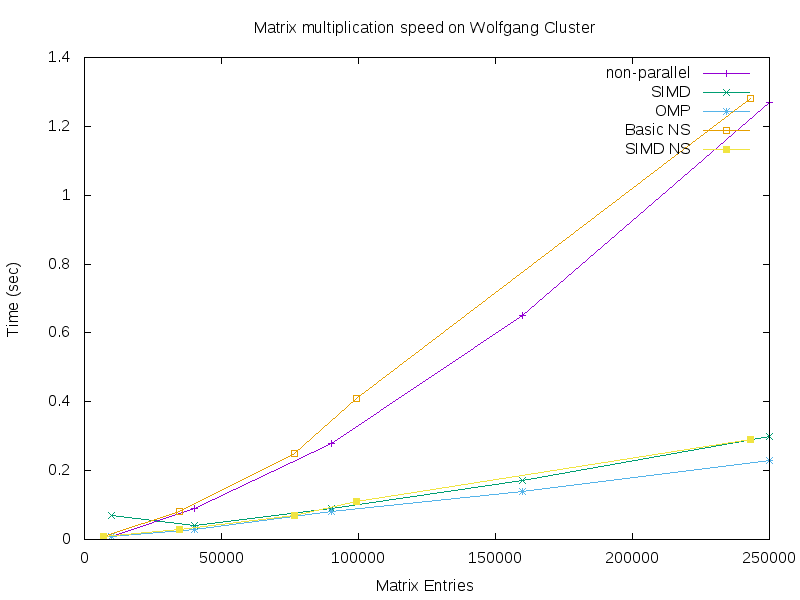 Matrix multiplication speed on Wolfgang Cluster
1.4
1.2
1
0.8
0.6
0.4
0.2
0
Time (sec)
non-parallel
SIMD
OMP
Basic NS
SIMD NS
0 50000 100000 150000 200000 250000
Matrix Entries